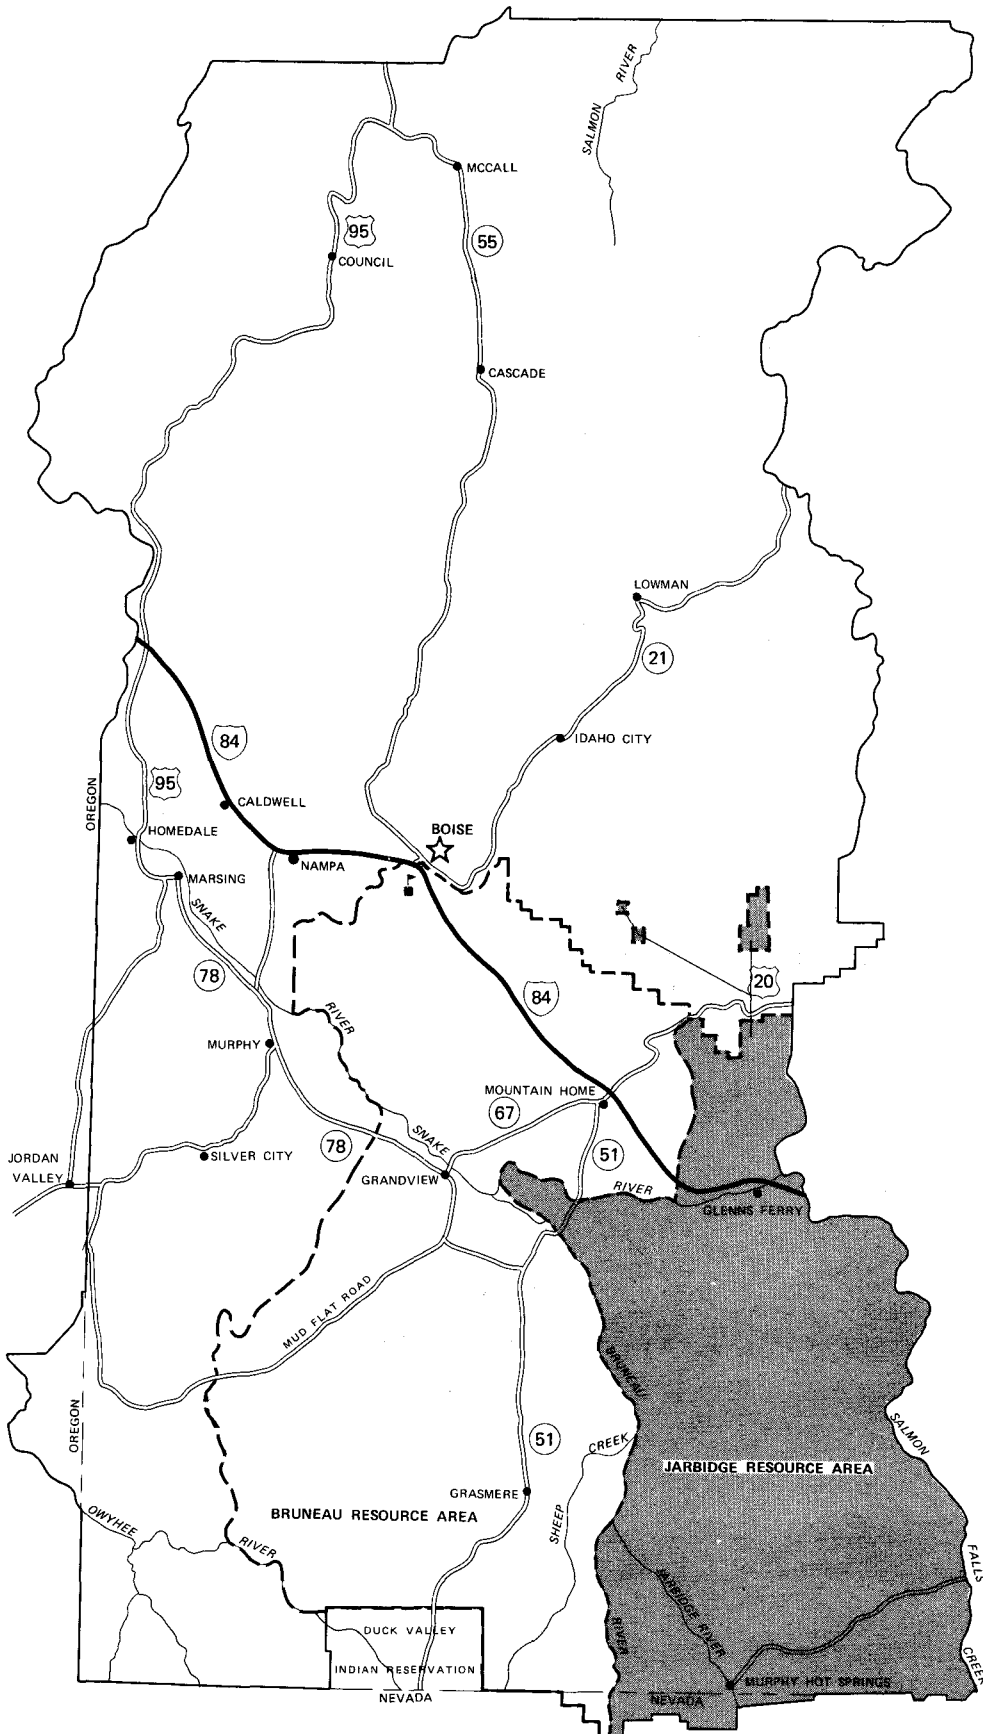 SALMON RIVER
MCCALL
95
55
COUNCIL
CASCADE
LOWMAN
21
IDAHO CITY
84
95
OREGON
CALDWELL
HOMEDALE
BOISE
NAMPA
MARSING
SNAKE
78
20
84
RIVER
MURPHY
MOUNTAIN HOME
67
SNAKE
78
51
JORDAN
VALLEY
SILVER CITY
GRANDVIEW
RIVER
GLENNS FERRY
MUD FLAT ROAD
BRUNEAU
OREGON
SALMON
51
CREEK
JARBIDGE RESOURCE AREA
GRASMERE
BRUNEAU RESOURCE AREA
OWYHEE
SHEEP
RIVER
FALLS
JARBIDGE RIVER
DUCK VALLEY
RIVER
INDIAN RESERVATION
CREEK
MURPHY HOT SPRINGS
NEVADA
NEVADA